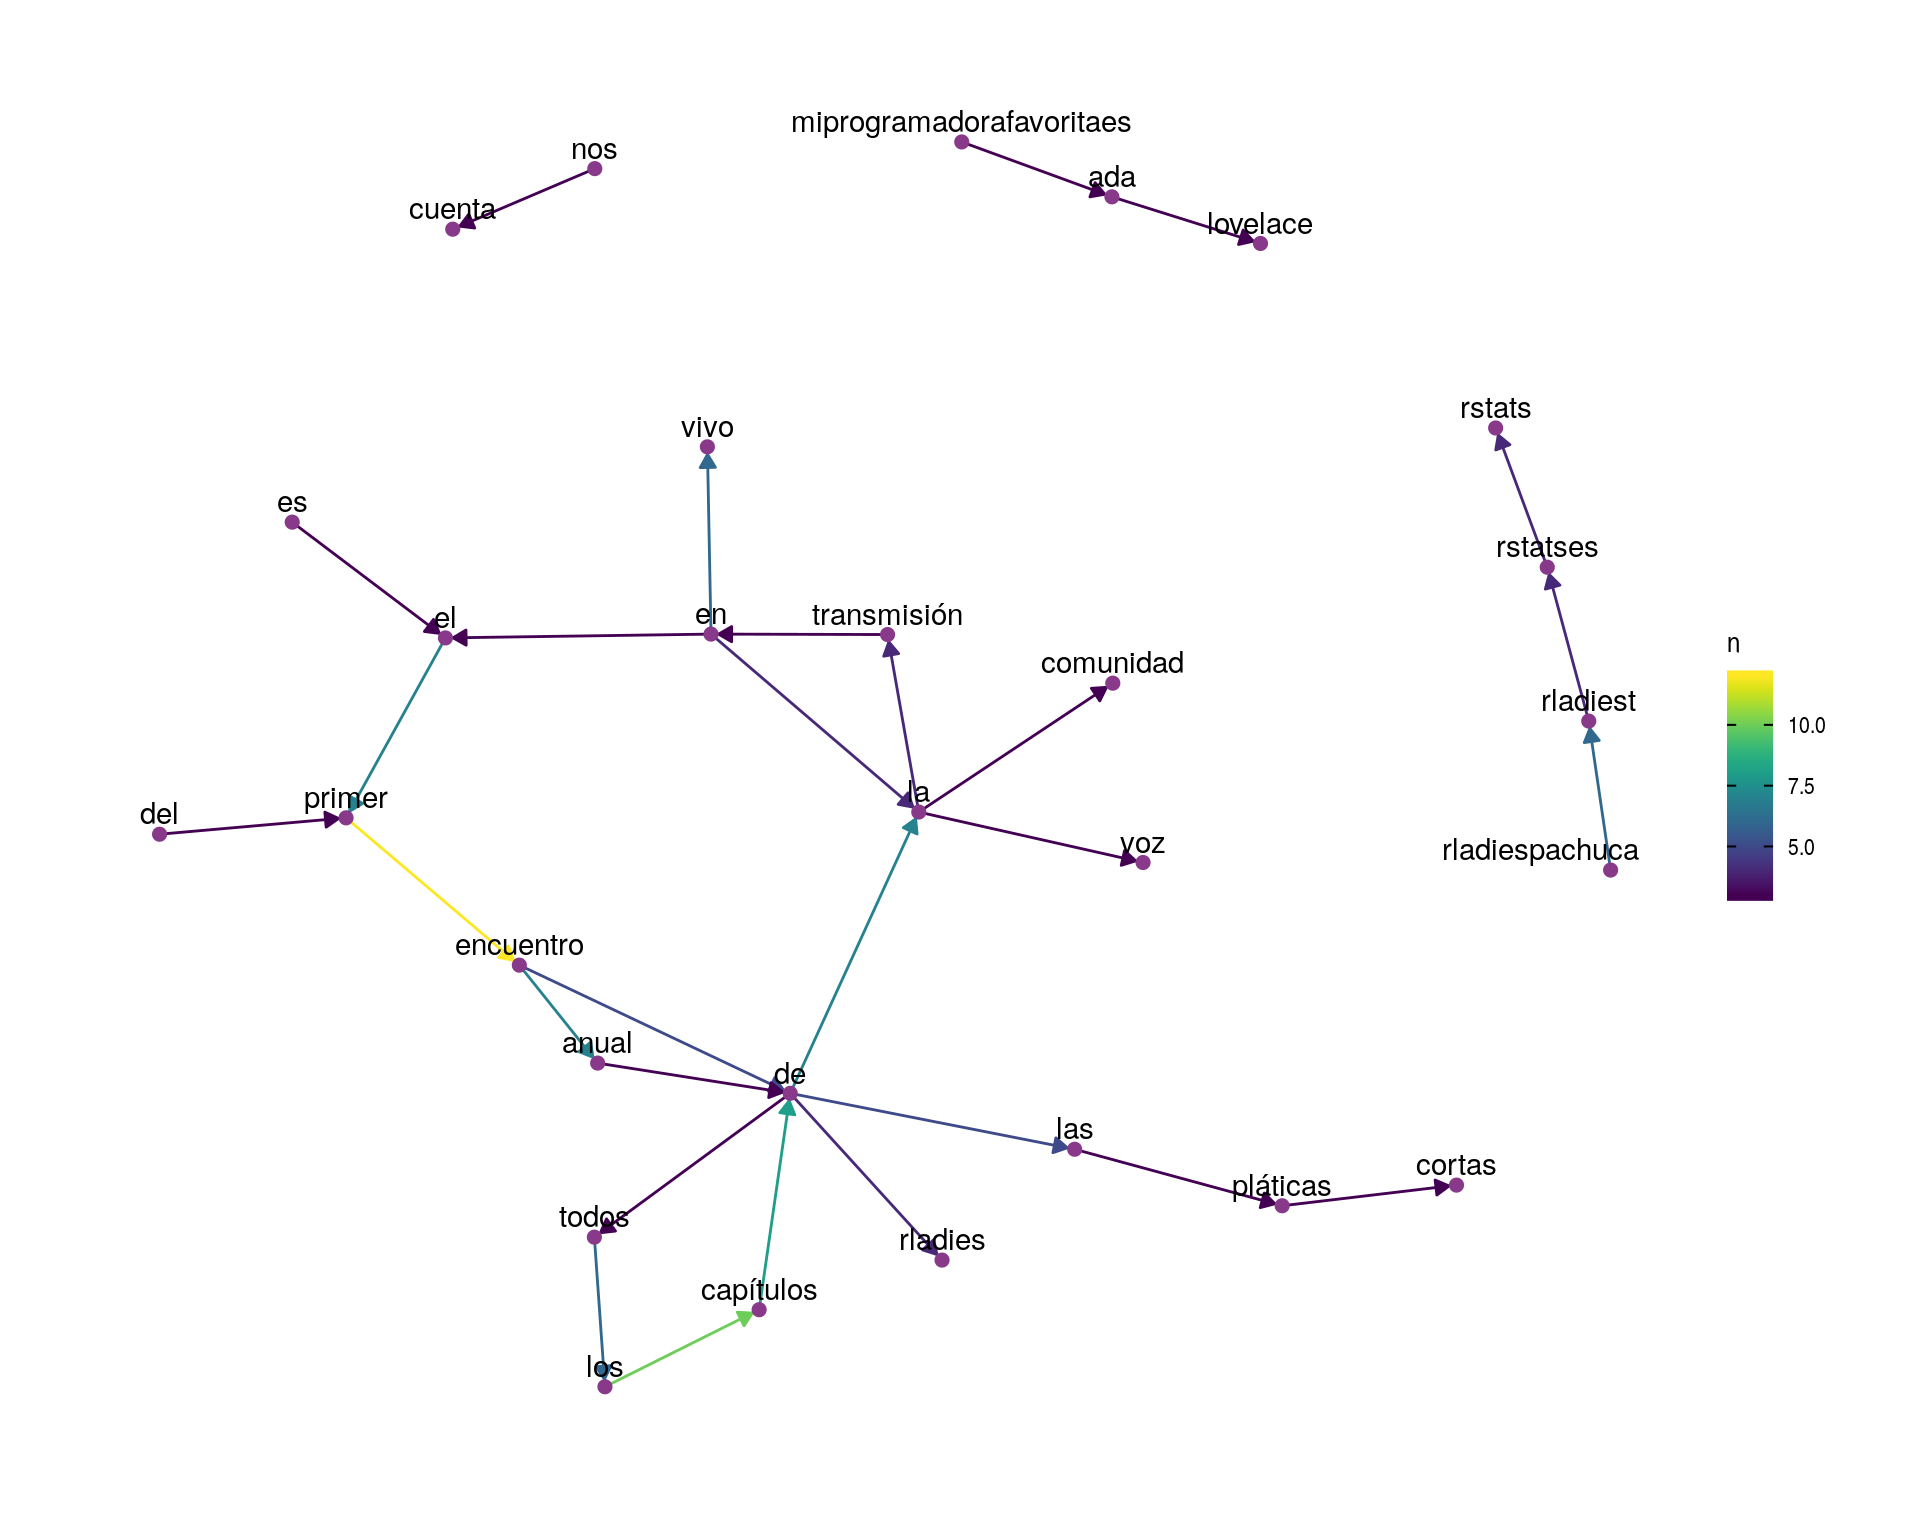 miprogramadorafavoritaes
nos
ada
cuenta
lovelace
rstats
vivo
es
rstatses
el
en
transmisión
n
comunidad
rladiest
10.0
7.5
la
primer
del
voz
5.0
rladiespachuca
encuentro
anual
de
las
cortas
pláticas
todos
rladies
capítulos
los